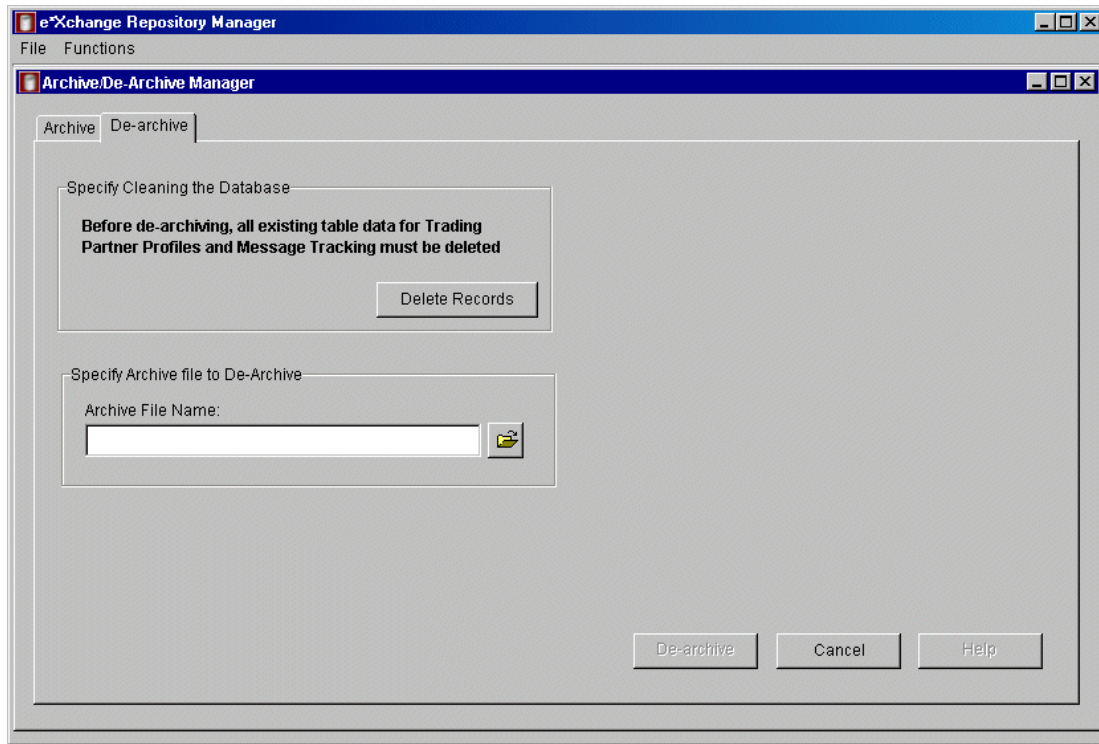 e*Xchange Repository Manager
File Functions
Archive/De-Archive Manager
Archive De-archive
Specify Cleaning the Database
Before de-archiving, all existing table data for Trading
Partner Profiles and Message Tracking must be deleted
Delete Records
Specify Archive file to De-Archive
Archive File Name:
De-archive Cancel Help